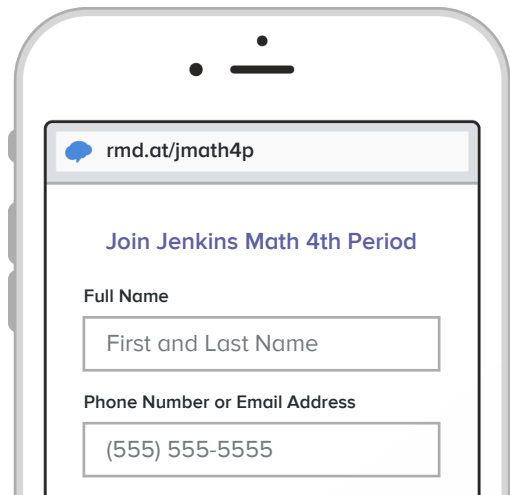 rmd.at/jmath4p
Join Jenkins Math 4th Period
Full Name
First and Last Name
Phone Number or Email Address
(555) 555-5555